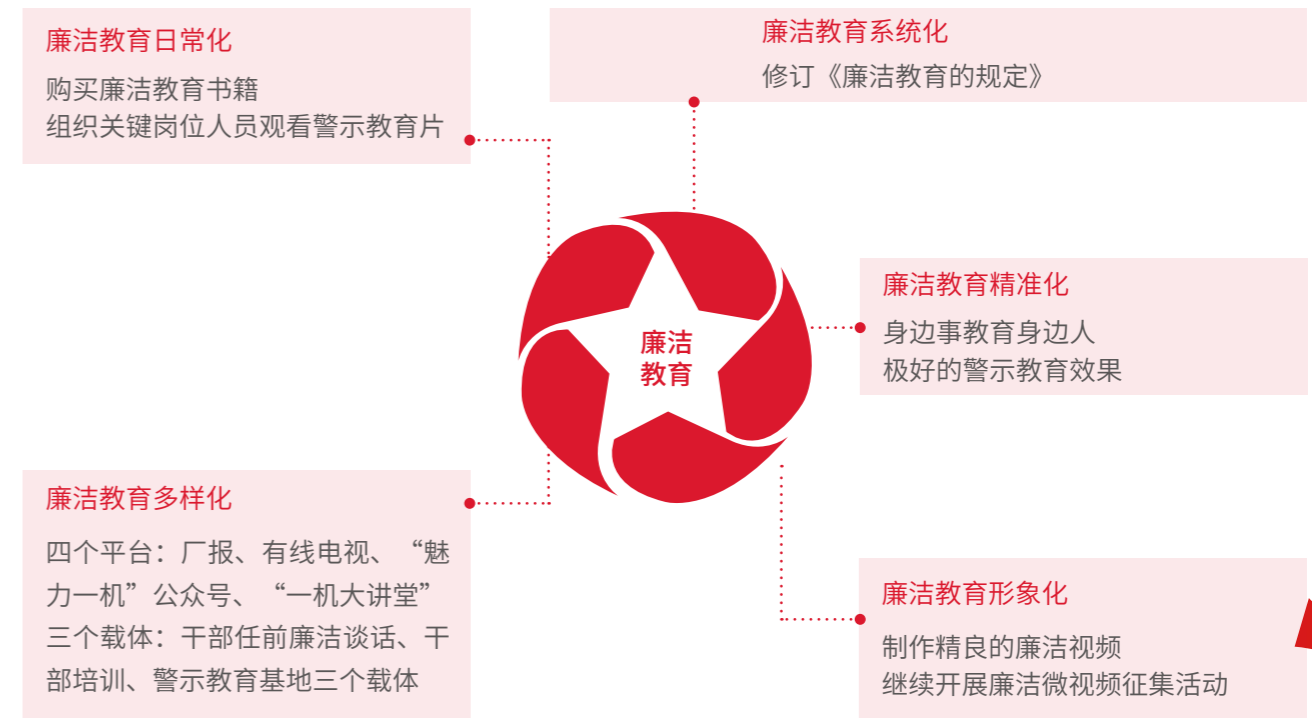 廉洁教育日常化
购买廉洁教育书籍
组织关键岗位人员观看警示教育片
廉洁教育系统化
修订《廉洁教育的规定》
廉洁
教育
廉洁教育精准化
身边事教育身边人
极好的警示教育效果
廉洁教育多样化
四个平台：厂报、有线电视、“魅
力一机”公众号、“一机大讲堂”
三个载体：干部任前廉洁谈话、干
部培训、警示教育基地三个载体
廉洁教育形象化
制作精良的廉洁视频
继续开展廉洁微视频征集活动